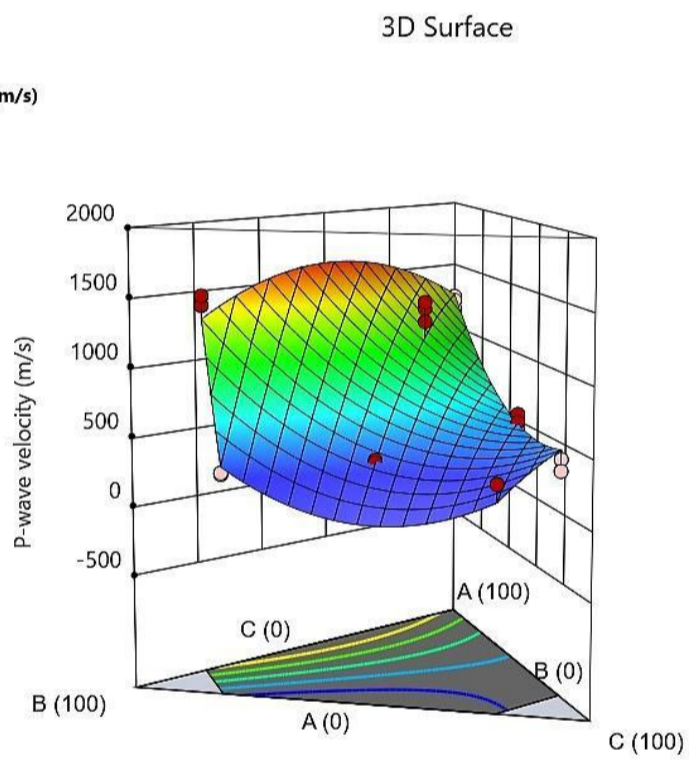 3D Surface
m/s)
2000
1500
1000
500
0
-500
P-wave velocity (m/s)
A (100)
C (0)
B (0)
B (100)
A (0)
C (100)